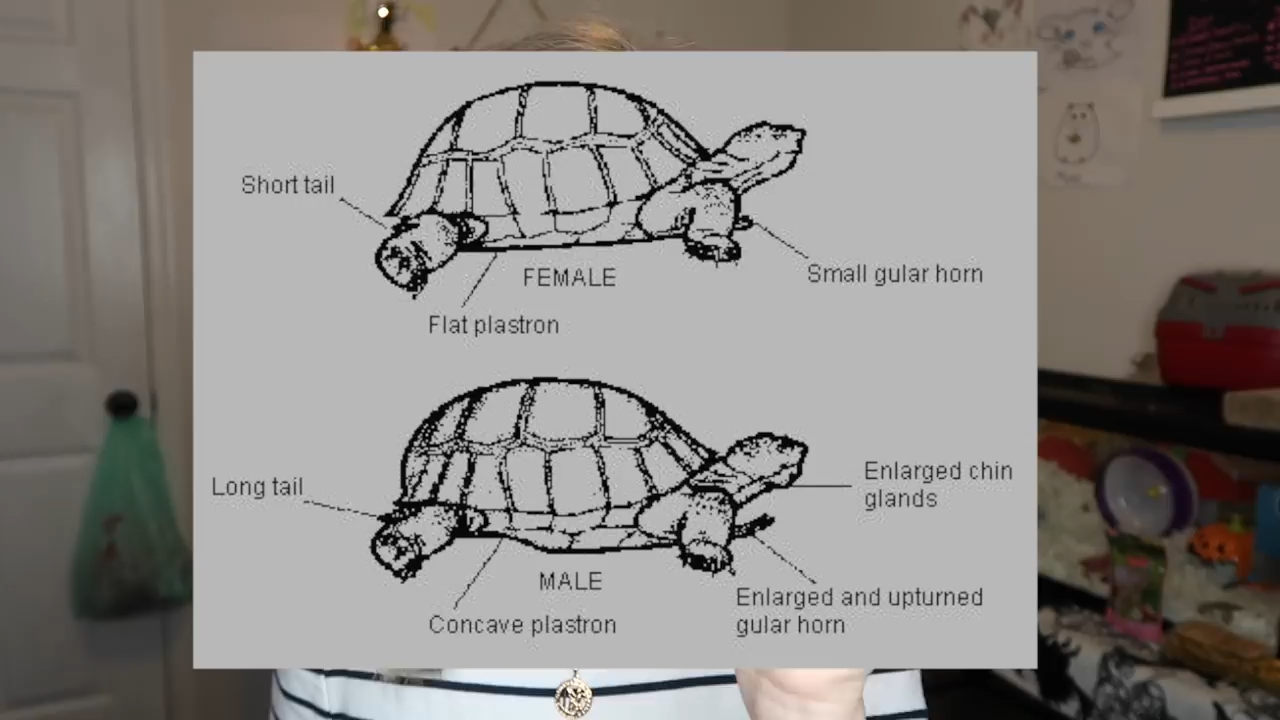 Short tail
Small gular horn
FEMALE
Flat plastron
Long tail
Enlarged chin
glands
MALE
Enlarged and upturned
gular horn
Concave plastron